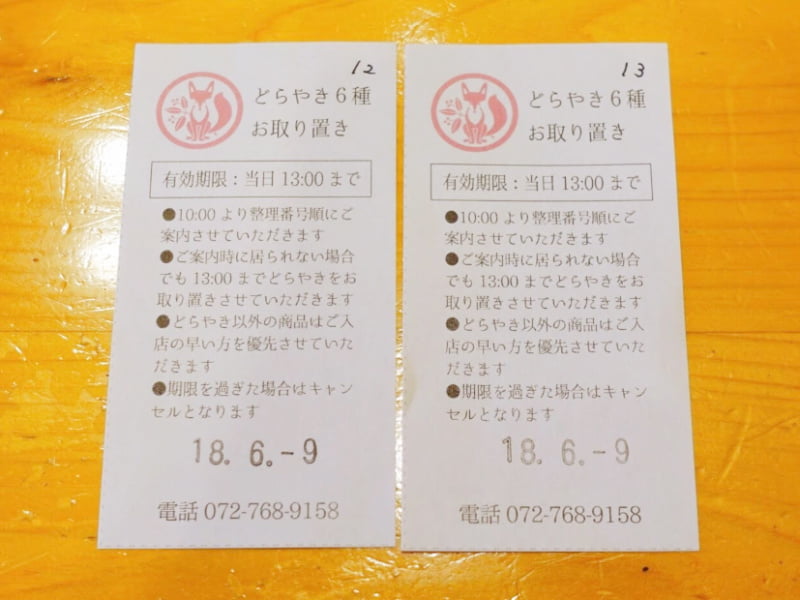 12
どらやき6種
お取り置き
有効期限：当日 13:00 まで
●10:00 より整理番号順にご
案内させていただきます
●ご案内時に居られない場合
でも 13:00 までどらやきをお
取り置きさせていただきます
●どらやき以外の商品はご入
店の早い方を優先させていた
だきます
●期限を過ぎた場合はキャン
セルとなります
18. 6. - 9
電話 072-768-9158
13
どらやき6種
お取り置き
有効期限：当日 13:00 まで
●10:00 より整理番号順にご
案内させていただきます
●ご案内時に居られない場合
でも 13:00 までどらやきをお
取り置きさせていただきます
●どらやき以外の商品はご入
店の早い方を優先させていた
だきます
●期限を過ぎた場合はキャン
セルとなります
18. 6. - 9
電話 072-768-9158